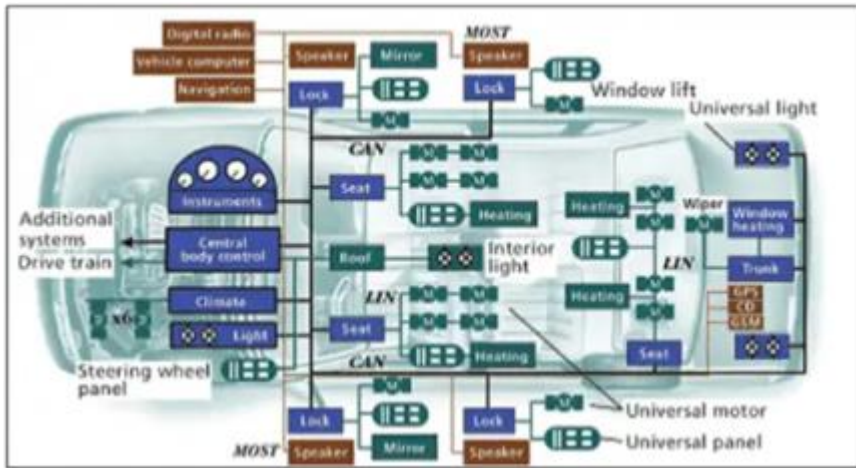 MOST
Digital radio
Speaker
Mirror
Speaker
Vehicle computer
Navigation
Lock
Lock
M
M
Window lift
Universal light
CAN
Instruments
Seat
M
M
M
M
Heating
Heating
M
M
Wiper
M
Window
heating
Additional
systems
Drive train
Central
body control
Roof
Interior
light
LIN
Trunk
Climate
x6
LIN
M
M
M
M
Heating
M
M
GPS
CD
GSM
Light
Seat
CAN
Heating
Seat
Steering wheel
panel
Lock
M
Lock
M
Universal motor
Universal panel
MOST
Speaker
Mirror
Speaker